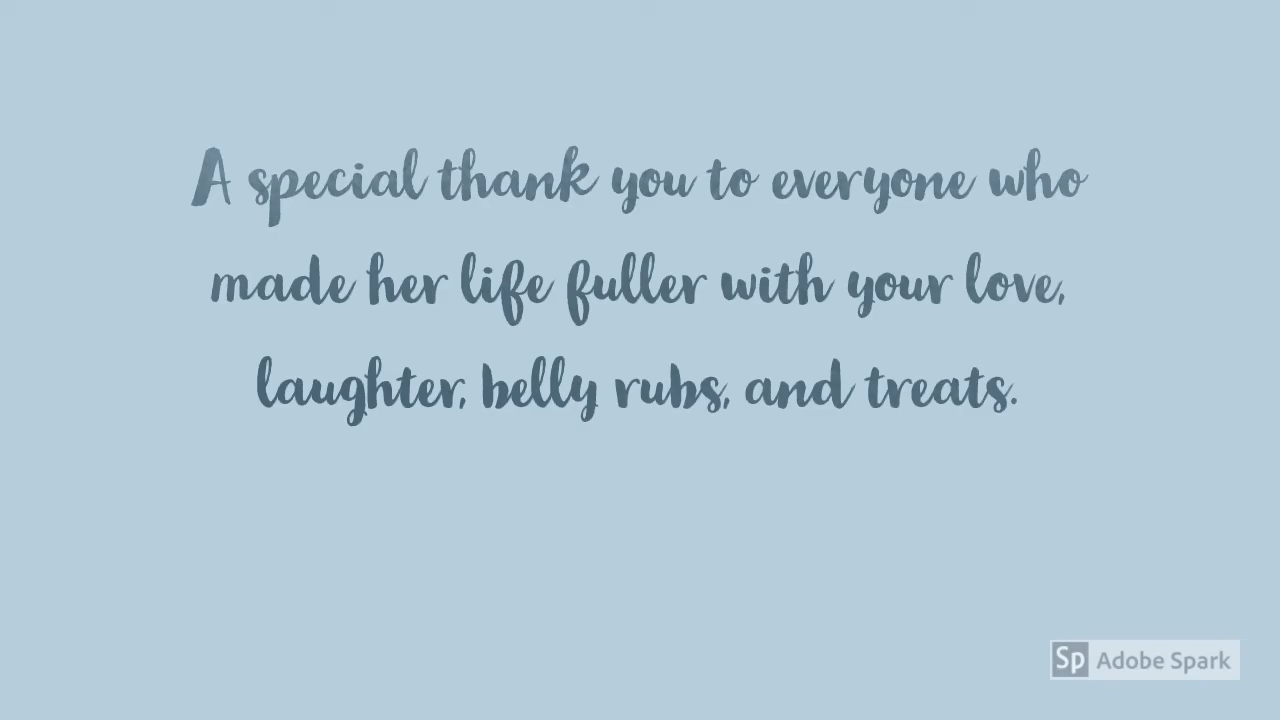 A special thank you to everyone who
made her life fuller with your love,
laughter, belly rubs, and treats.
Sp Adobe Spark